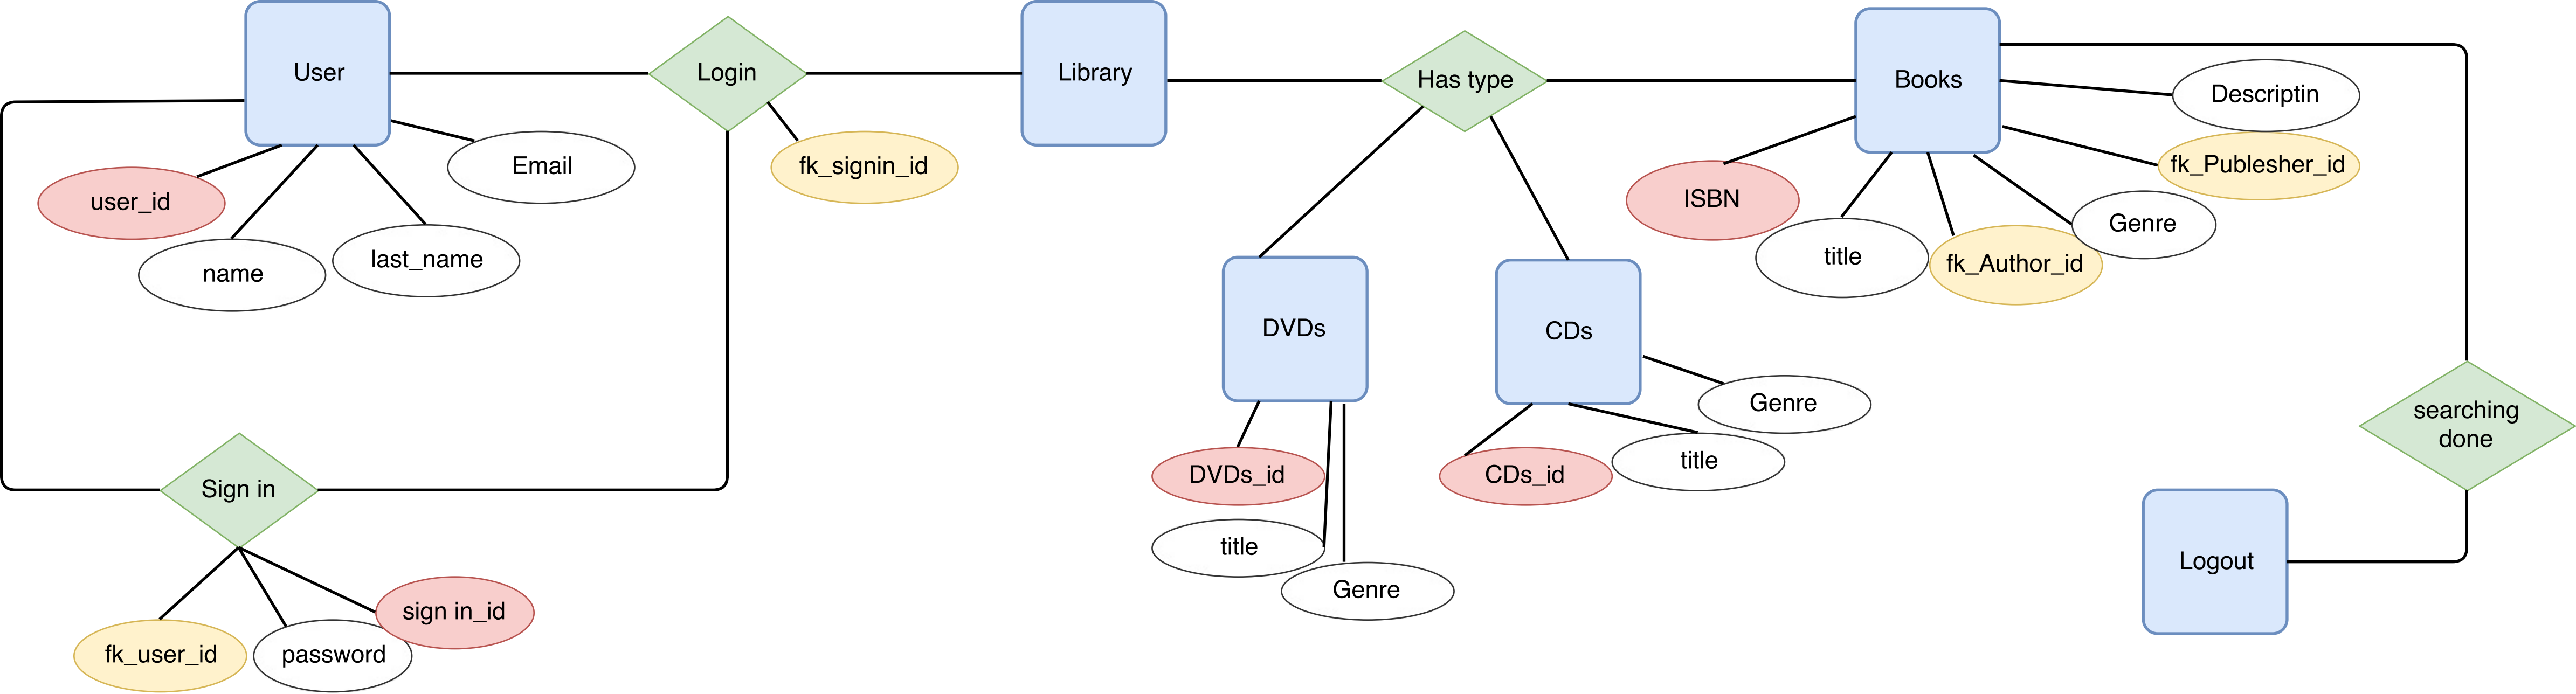 User
Login
Library
Has type
Books
Descriptin
fk_Publesher_id
Email
fk_signin_id
user_id
name
last_name
ISBN
title
fk_Author_id
Genre
DVDs
CDs
Genre
title
CDs_id
DVDs_id
title
Genre
searching
done
Logout
Sign in
sign in_id
fk_user_id
password